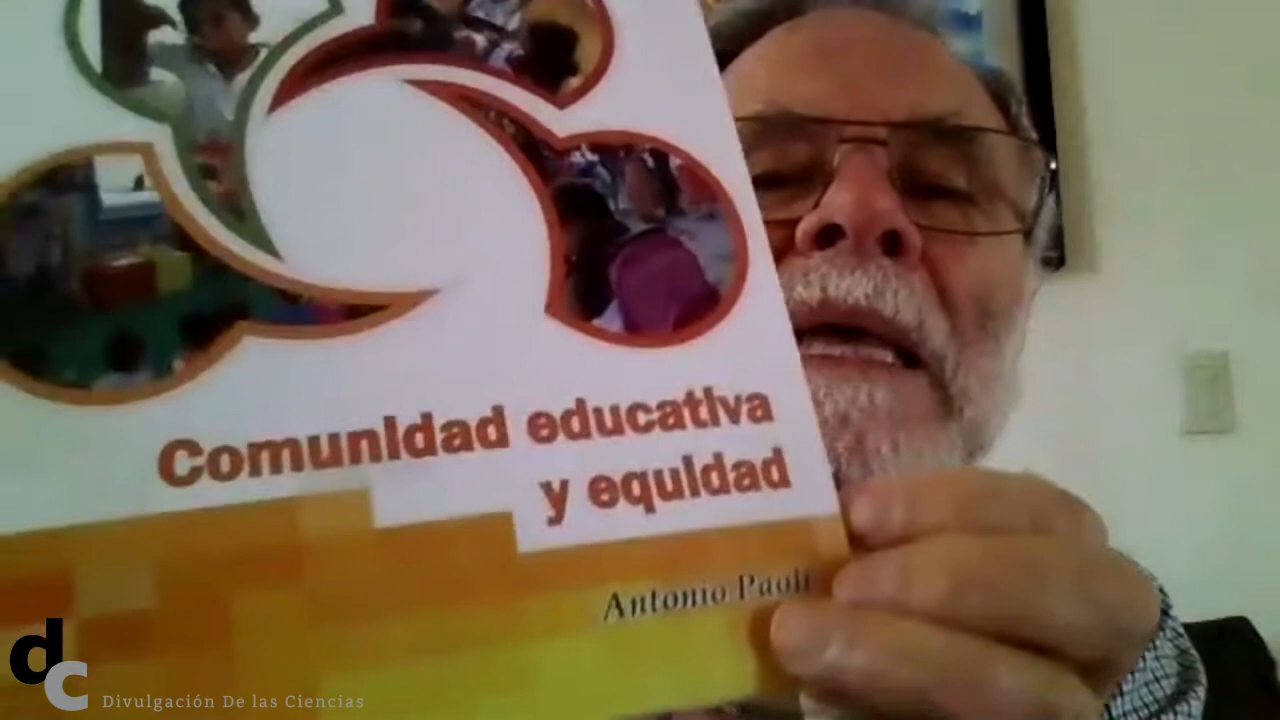 Comunidad educativa
y equidad
Antonio Paoli
dc
Divulgación De las Ciencias